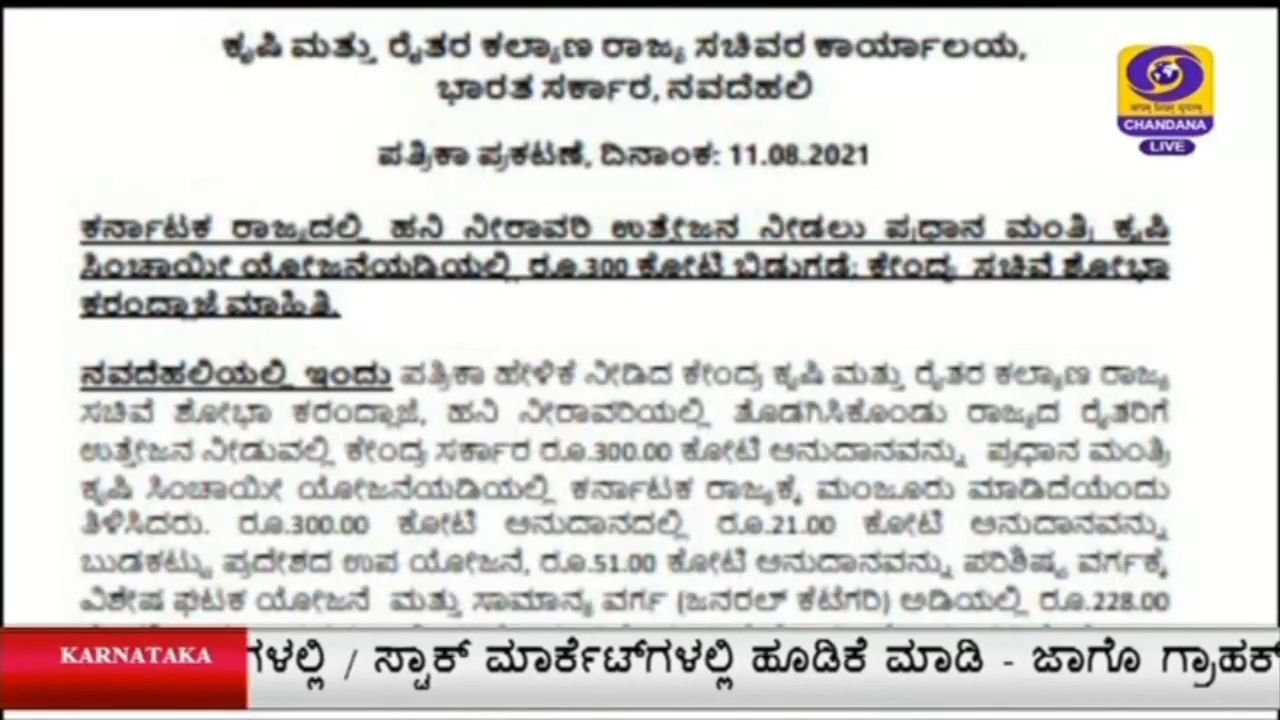 ಕೃಷಿ ಮತ್ತು ರೈತರ ಕಲ್ಯಾಣ ರಾಜ್ಯ ಸಚಿವರ ಕಾರ್ಯಾಲಯ,
ಭಾರತ ಸರ್ಕಾರ, ನವದೆಹಲಿ
ಪತ್ರಿಕಾ ಪ್ರಕಟಣೆ, ದಿನಾಂಕ: 11.08.2021
CHANDANA
LIVE
ಕರ್ನಾಟಕ ರಾಜ್ಯದಲ್ಲಿ ಹನಿ ನೀರಾವರಿ ಉತ್ತೇಜನ ನೀಡಲು ಪ್ರಧಾನ ಮಂತ್ರಿ ಕೃಷಿ
ಸಿಂಚಾಯೀ ಯೋಜನೆಯಡಿಯಲ್ಲಿ ರೂ.300 ಕೋಟಿ ಬಿಡುಗಡೆ: ಕೇಂದ್ರ ಸಚಿವೆ ಶೋಭಾ
ಕರಂದ್ಲಾಜೆ ಮಾಹಿತಿ.
ನವದೆಹಲಿಯಲ್ಲಿ ಇಂದು ಪತ್ರಿಕಾ ಹೇಳಿಕೆ ನೀಡಿದ ಕೇಂದ್ರ ಕೃಷಿ ಮತ್ತು ರೈತರ ಕಲ್ಯಾಣ ರಾಜ್ಯ
ಸಚಿವೆ ಶೋಭಾ ಕರಂದ್ಲಾಜೆ, ಹನಿ ನೀರಾವರಿಯಲ್ಲಿ ತೊಡಗಿಸಿಕೊಂಡು ರಾಜ್ಯದ ರೈತರಿಗೆ
ಉತ್ತೇಜನ ನೀಡುವಲ್ಲಿ ಕೇಂದ್ರ ಸರ್ಕಾರ ರೂ.300.00 ಕೋಟಿ ಅನುದಾನವನ್ನು ಪ್ರಧಾನ ಮಂತ್ರಿ
ಕೃಷಿ ಸಿಂಚಾಯೀ ಯೋಜನೆಯಡಿಯಲ್ಲಿ ಕರ್ನಾಟಕ ರಾಜ್ಯಕ್ಕೆ ಮಂಜೂರು ಮಾಡಿದೆಯೆಂದು
ತಿಳಿಸಿದರು. ರೂ.300.00 ಕೋಟಿ ಅನುದಾನದಲ್ಲಿ ರೂ.21.00 ಕೋಟಿ ಅನುದಾನವನ್ನು
ಬುಡಕಟ್ಟು ಪ್ರದೇಶದ ಉಪ ಯೋಜನೆ, ರೂ.51.00 ಕೋಟಿ ಅನುದಾನವನ್ನು ಪರಿಶಿಷ್ಟ ವರ್ಗಕ್ಕೆ
ವಿಶೇಷ ಘಟಕ ಯೋಜನೆ ಮತ್ತು ಸಾಮಾನ್ಯ ವರ್ಗ (ಜನರಲ್ ಕೆಟೆಗರಿ) ಅಡಿಯಲ್ಲಿ ರೂ.228.00
KARNATAKA ಗಳಲ್ಲಿ / ಸ್ಟಾಕ್ ಮಾರ್ಕೆಟ್‌ಗಳಲ್ಲಿ ಹೂಡಿಕೆ ಮಾಡಿ - ಜಾಗೊ ಗ್ರಾಹಕ್